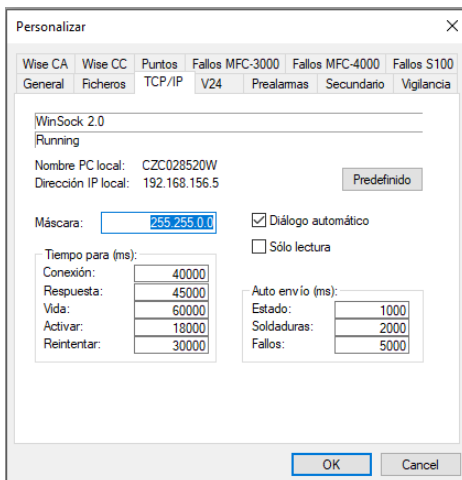 Personalizar
Wise CA Wise CC Puntos Fallos MFC-3000 Fallos MFC-4000 Fallos S100
General Ficheros TCP/IP V24 Prealarmas Secundario Vigilancia
WinSock 2.0
Running
Nombre PC local: CZC028520W
Dirección IP local: 192.168.156.5
Predefinido
Máscara: 255.255.0.0
Diálogo automático
Sólo lectura
Tiempo para (ms):
Conexión: 40000
Respuesta: 45000
Vida: 60000
Activar: 18000
Reintentar: 30000
Auto envío (ms):
Estado: 1000
Soldaduras: 2000
Fallos: 5000
OK Cancel